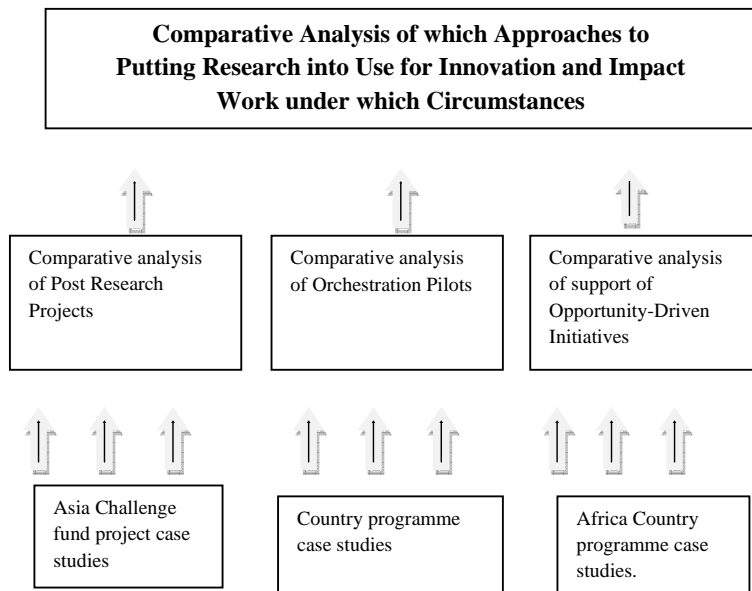 Comparative Analysis of which Approaches to
Putting Research into Use for Innovation and Impact
Work under which Circumstances
Comparative analysis
of Post Research
Projects
Comparative analysis
of Orchestration Pilots
Comparative analysis
of support of
Opportunity-Driven
Initiatives
Asia Challenge
fund project case
studies
Country programme
case studies
Africa Country
programme case
studies.